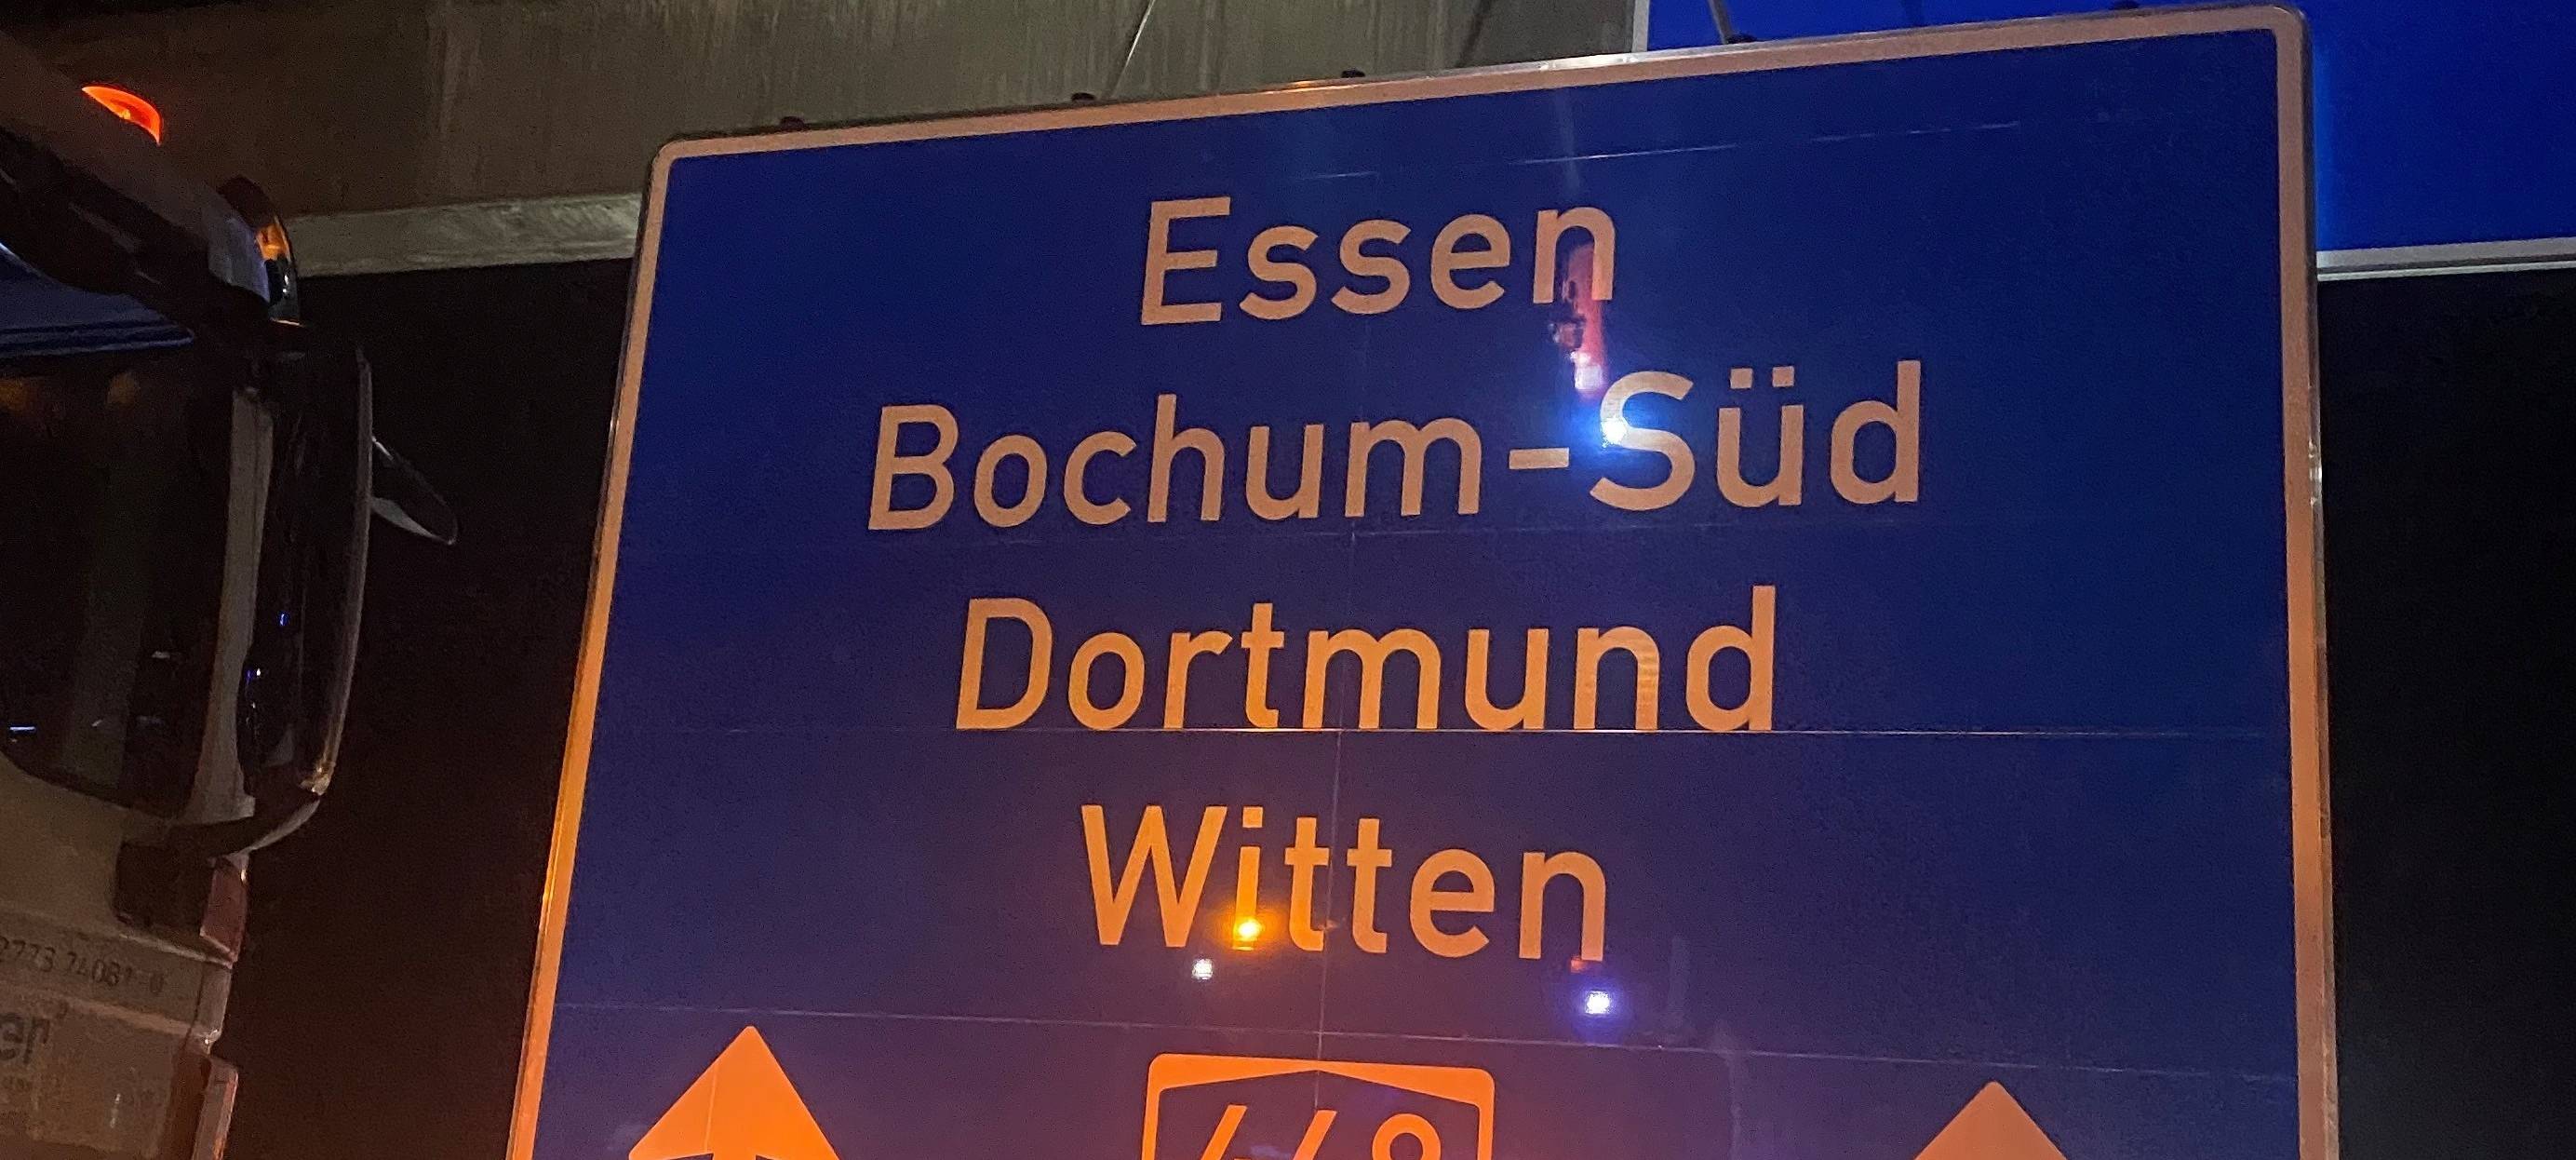 Essen
Bochum-Süd
Dortmund
Witten